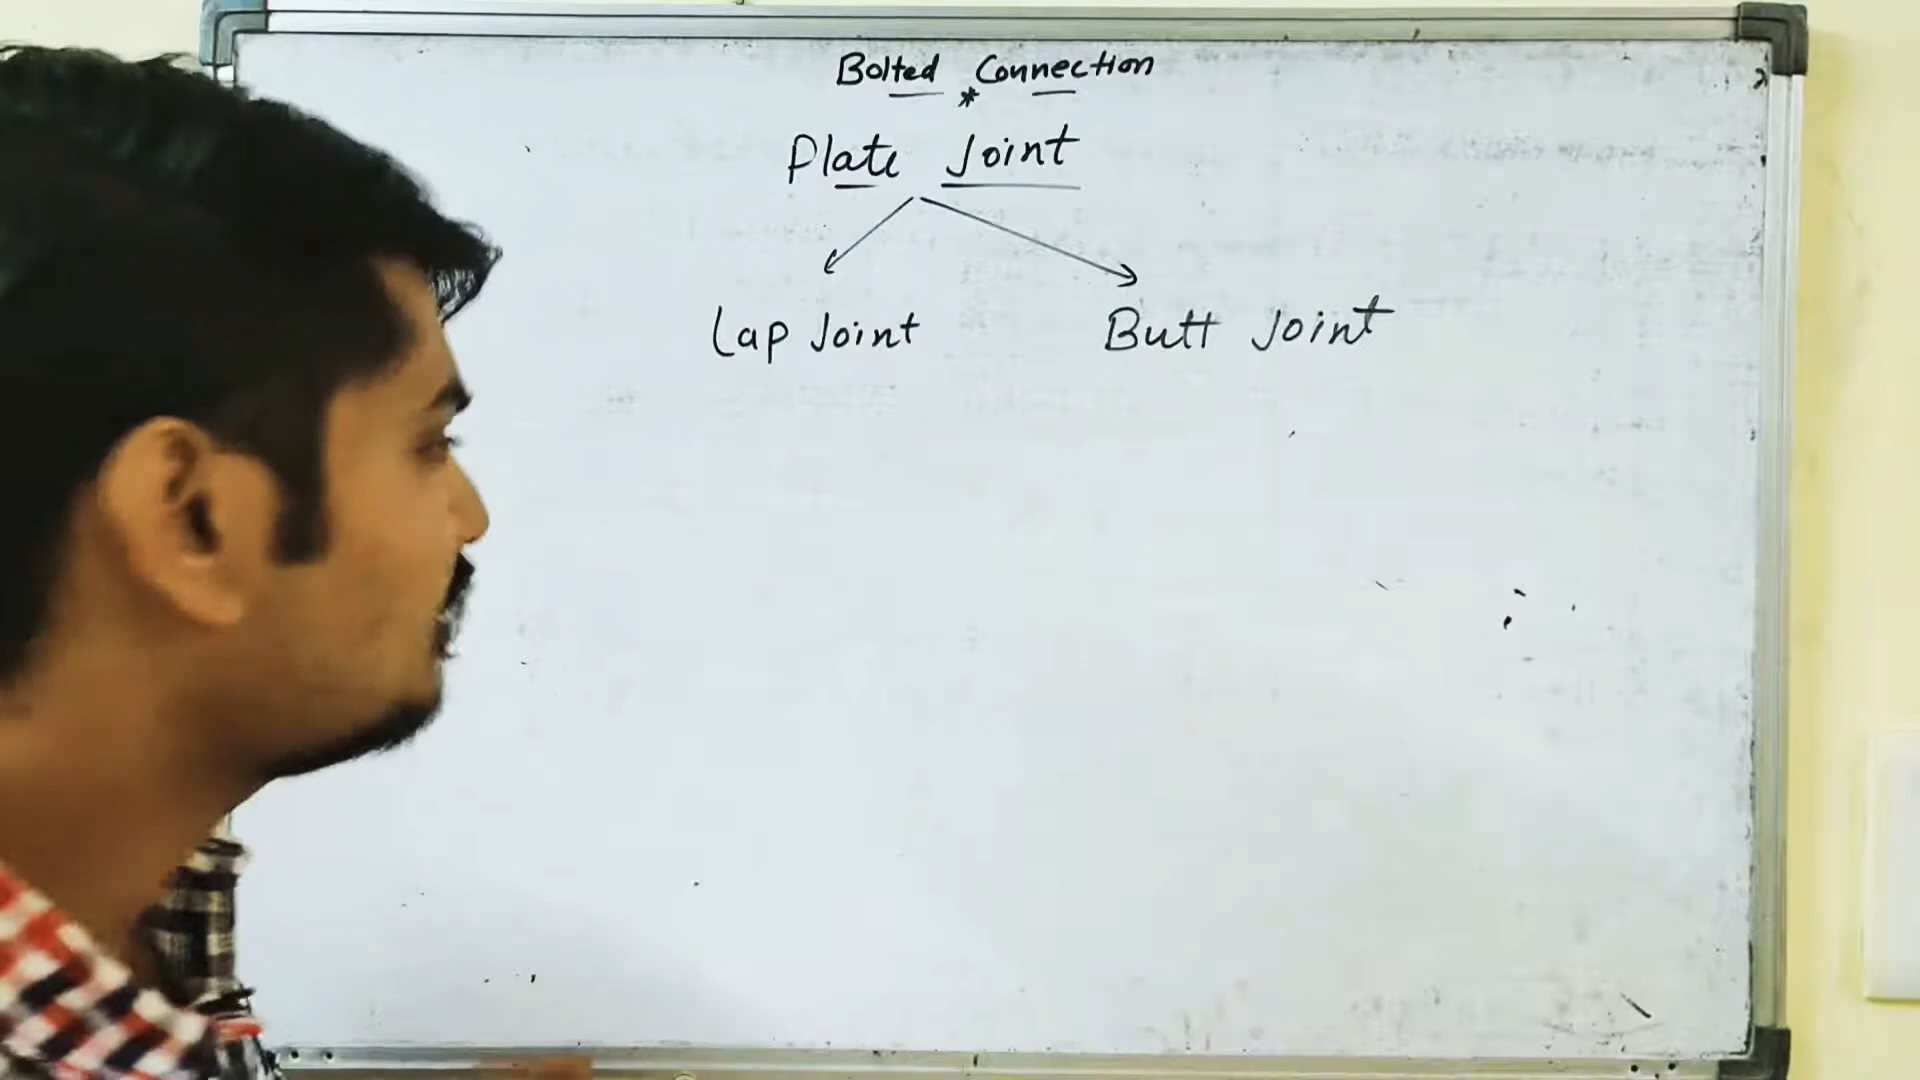 Bolted Connection
*
Plate Joint
Lap Joint
Butt Joint